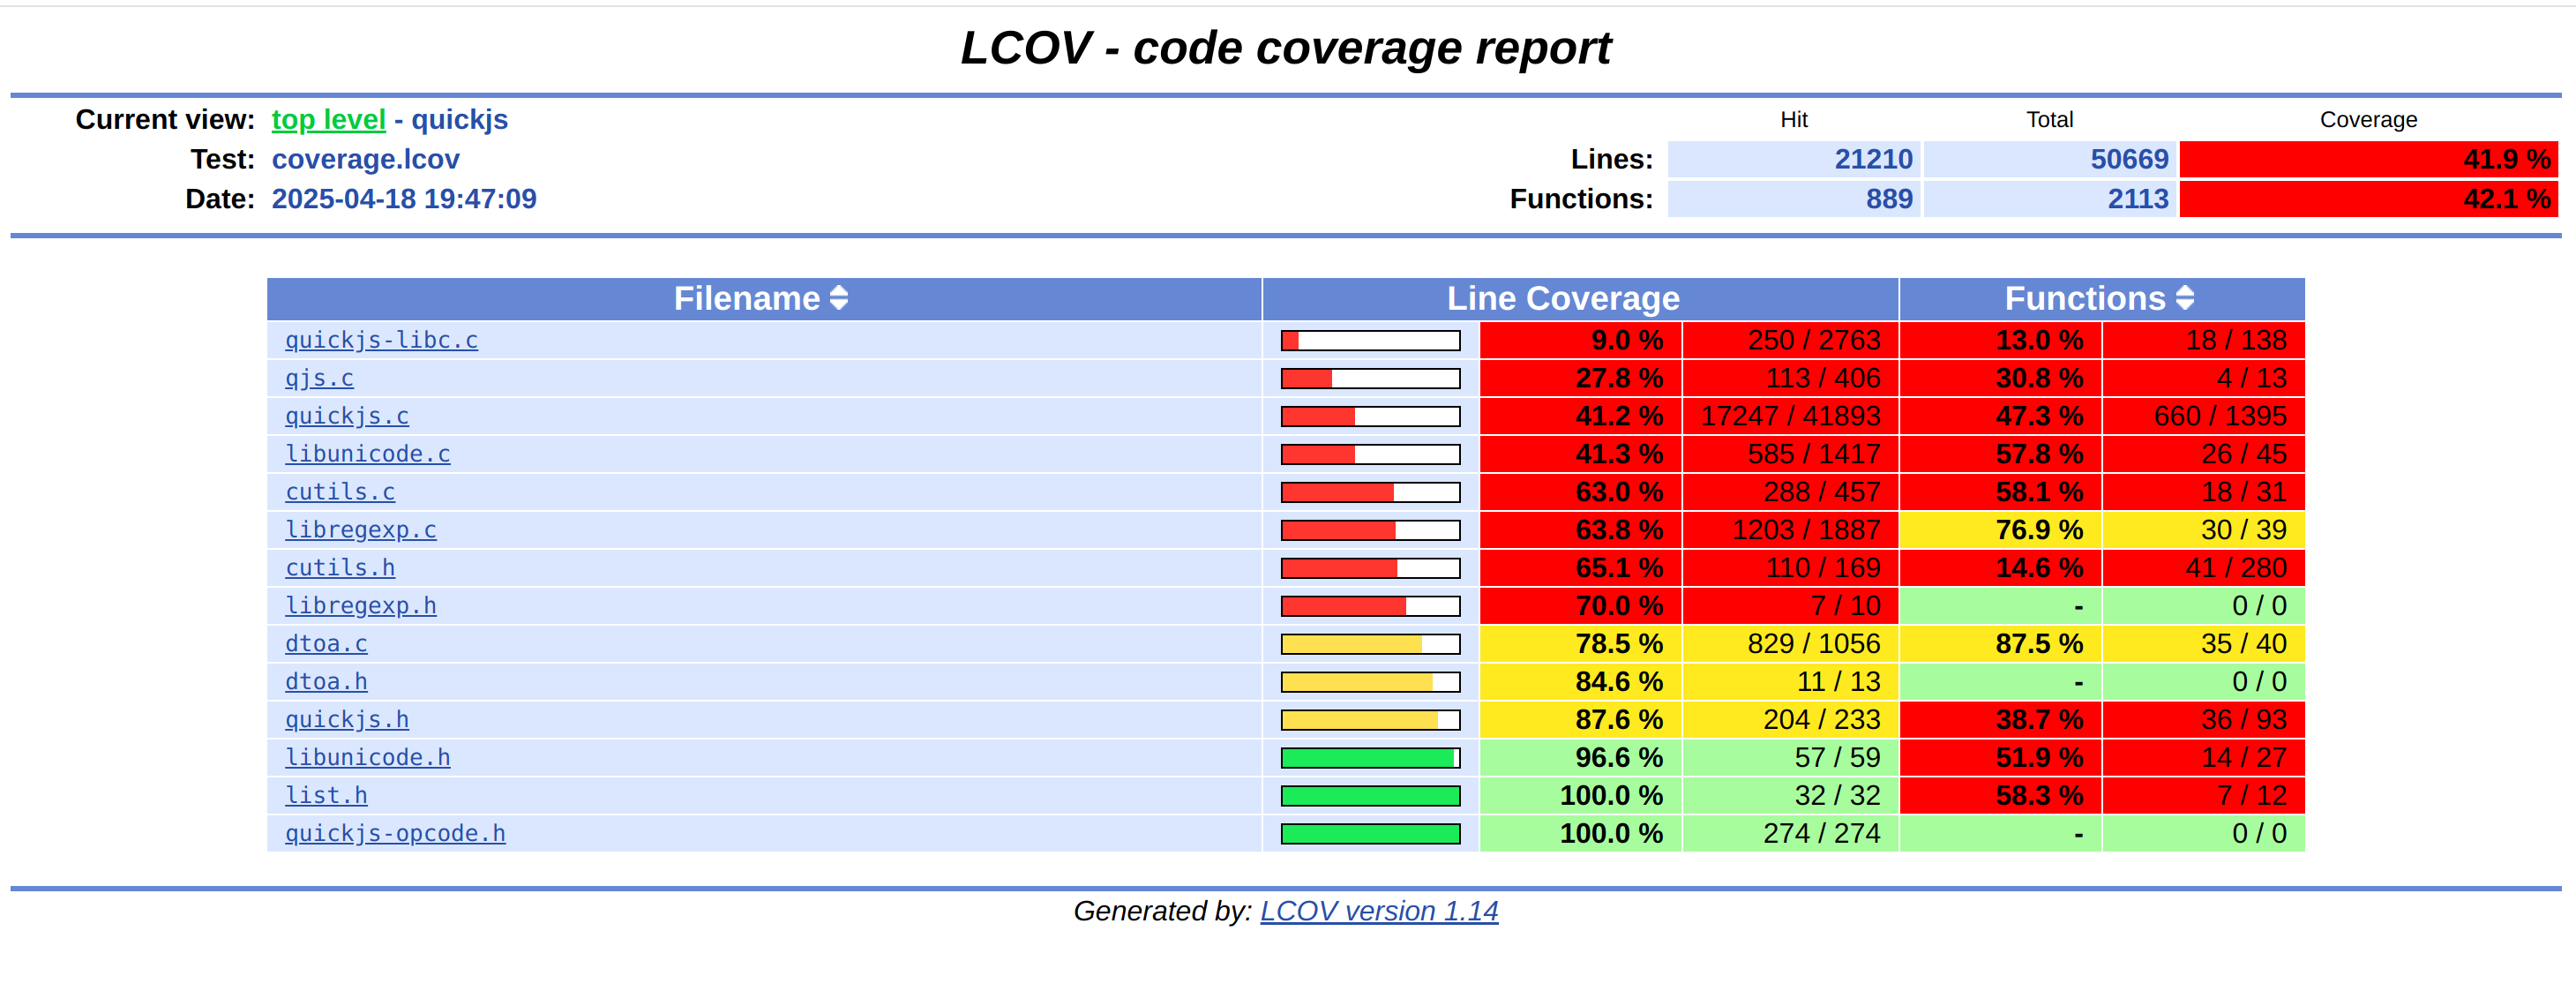 LCOV - code coverage report
Current view: top level - quickjs Hit Total Coverage
Test: coverage.lcov Lines: 21210 50669 41.9 %
Date: 2025-04-18 19:47:09 Functions: 889 2113 42.1 %
Filename Line Coverage Functions
quickjs-libc.c 9.0 % 250 / 2763 13.0 % 18 / 138
qjs.c 27.8 % 113 / 406 30.8 % 4 / 13
quickjs.c 41.2 % 17247 / 41893 47.3 % 660 / 1395
libunicode.c 41.3 % 585 / 1417 57.8 % 26 / 45
cutils.c 63.0 % 288 / 457 58.1 % 18 / 31
libregexp.c 63.8 % 1203 / 1887 76.9 % 30 / 39
cutils.h 65.1 % 110 / 169 14.6 % 41 / 280
libregexp.h 70.0 % 7 / 10 - 0 / 0
dtoa.c 78.5 % 829 / 1056 87.5 % 35 / 40
dtoa.h 84.6 % 11 / 13 - 0 / 0
quickjs.h 87.6 % 204 / 233 38.7 % 36 / 93
libunicode.h 96.6 % 57 / 59 51.9 % 14 / 27
list.h 100.0 % 32 / 32 58.3 % 7 / 12
quickjs-opcode.h 100.0 % 274 / 274 - 0 / 0
Generated by: LCOV version 1.14